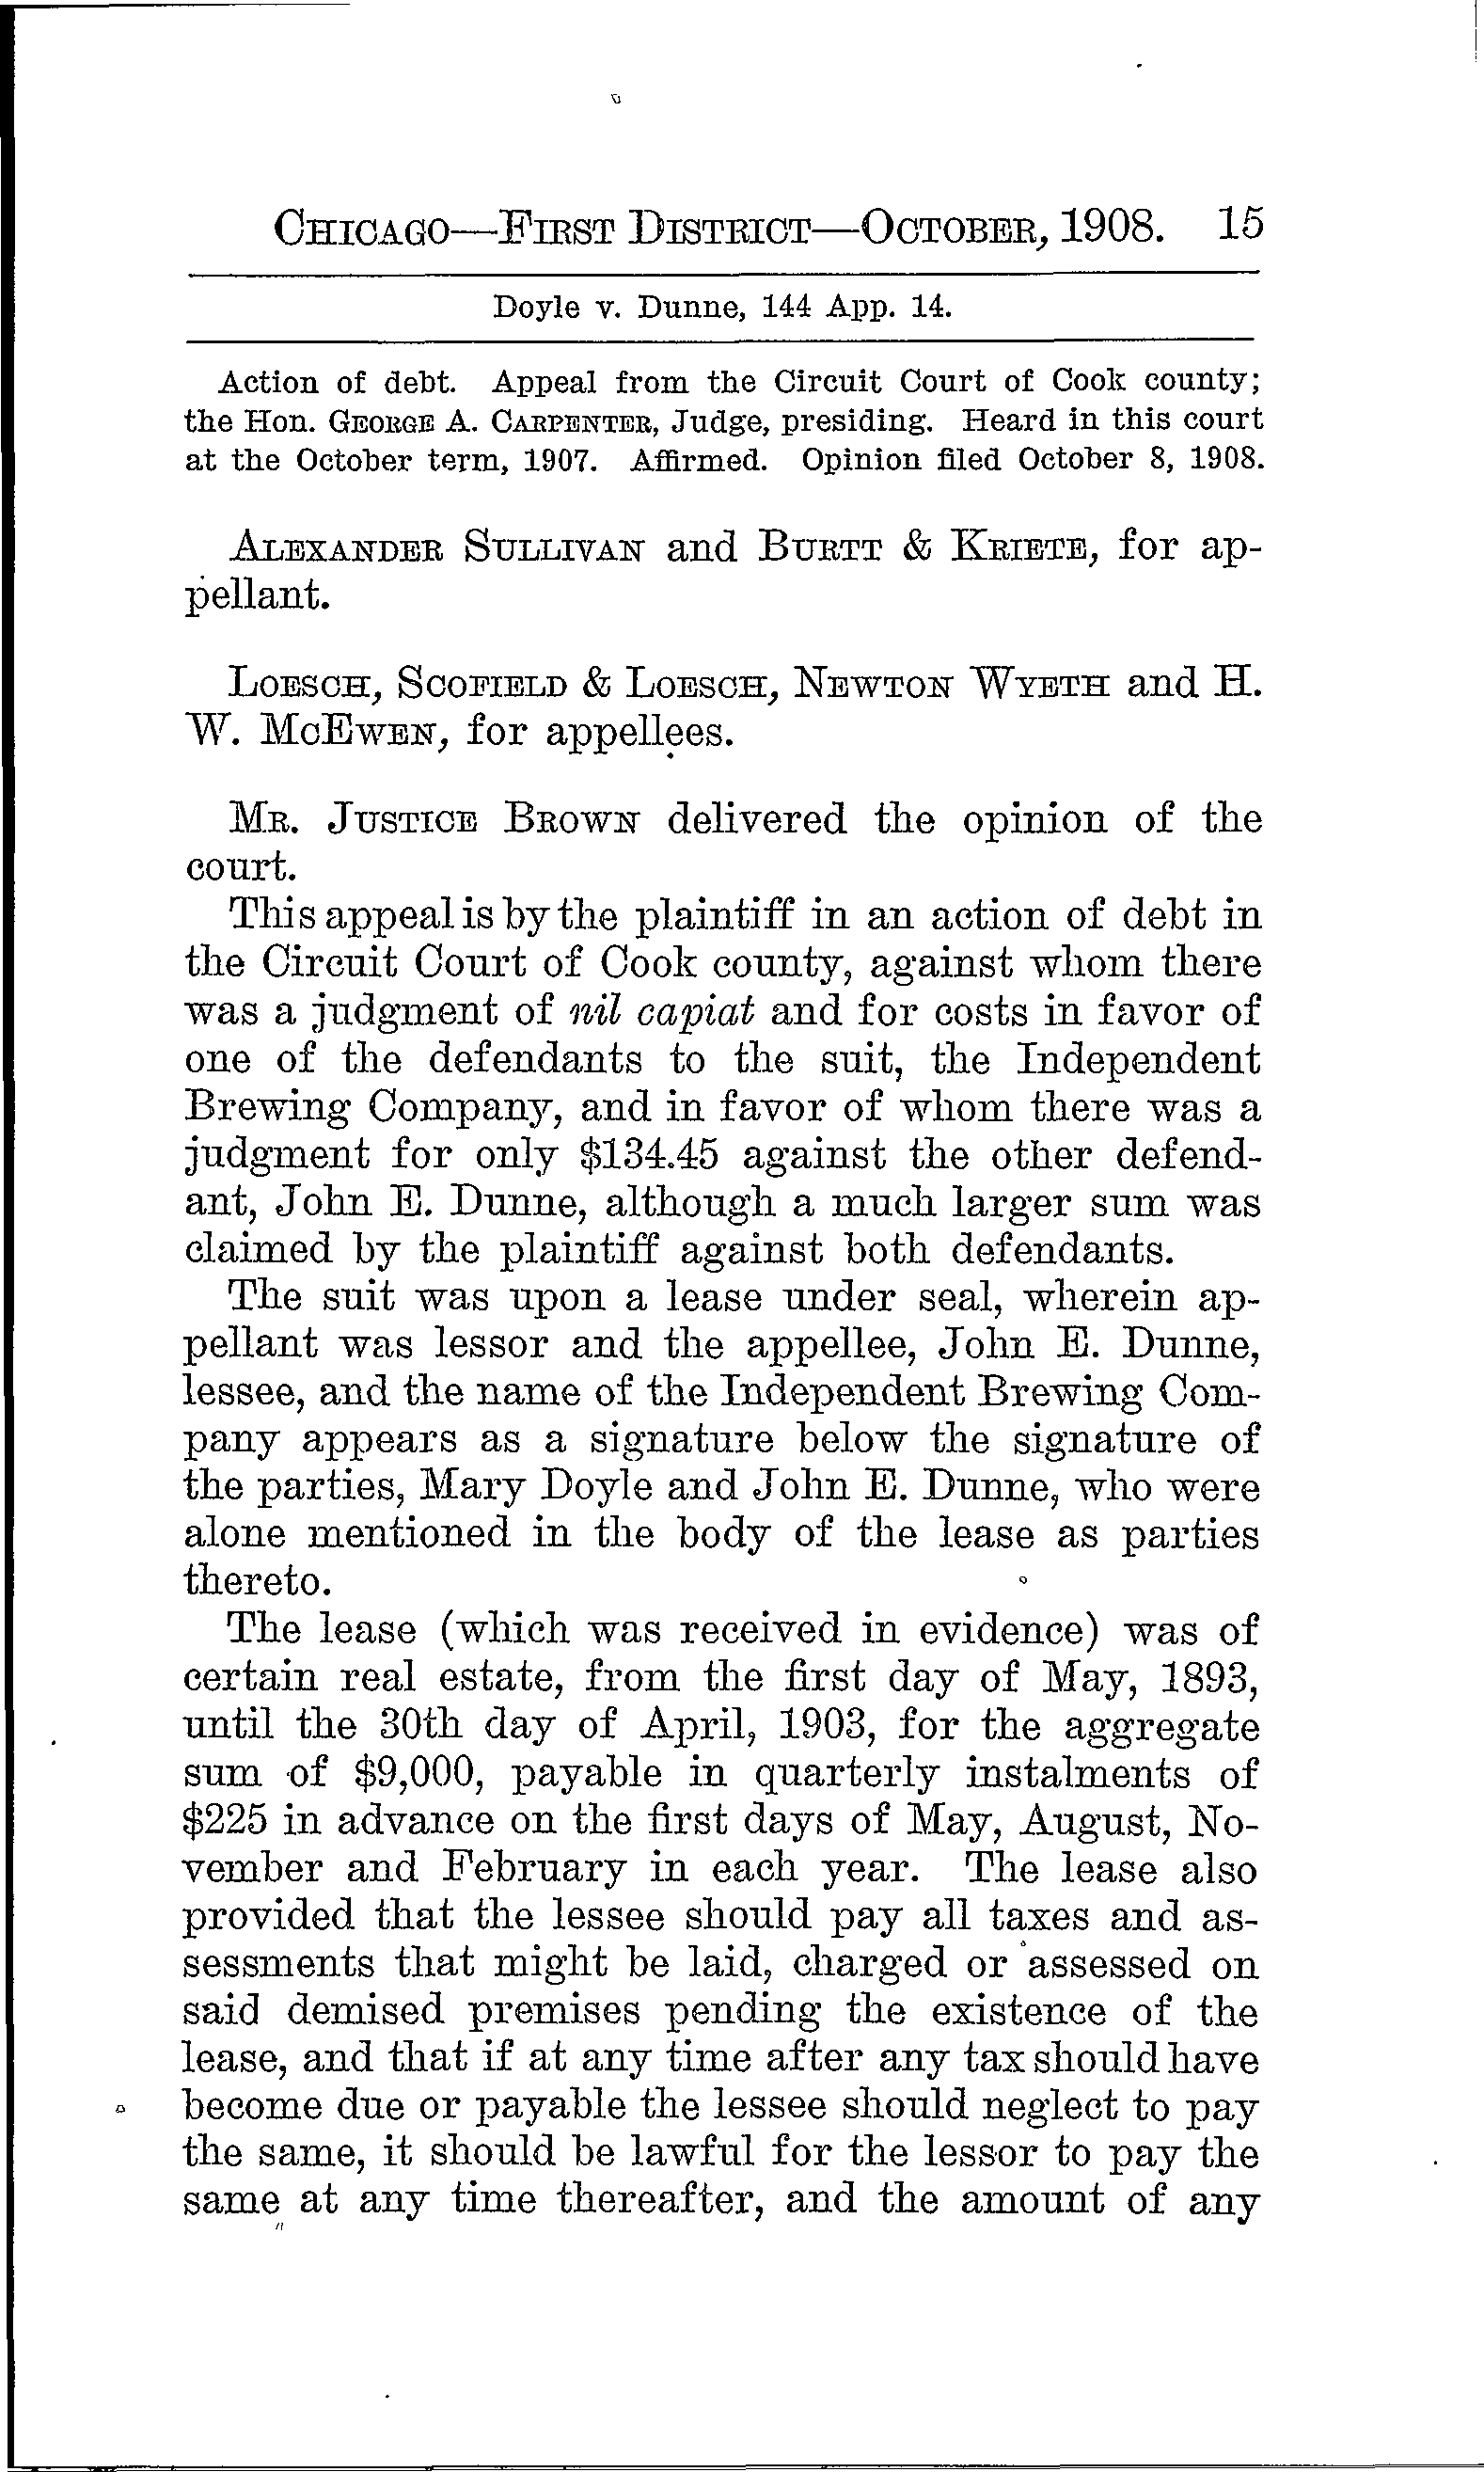 CHICAGO—FIRST DISTRICT—OCTOBER, 1908. 15
Doyle v. Dunne, 144 App. 14.
Action of debt. Appeal from the Circuit Court of Cook county;
the Hon. GEORGE A. CARPENTER, Judge, presiding. Heard in this court
at the October term, 1907. Affirmed. Opinion filed October 8, 1908.
ALEXANDER SULLIVAN and BURTT & KRIETE, for ap-
pellant.
LOESCH, SCOFIELD & LOESCH, NEWTON WYETH and H.
W. MCEWEN, for appellees.
MR. JUSTICE BROWN delivered the opinion of the
court.
This appeal is by the plaintiff in an action of debt in
the Circuit Court of Cook county, against whom there
was a judgment of nil capiat and for costs in favor of
one of the defendants to the suit, the Independent
Brewing Company, and in favor of whom there was a
judgment for only $134.45 against the other defend-
ant, John E. Dunne, although a much larger sum was
claimed by the plaintiff against both defendants.
The suit was upon a lease under seal, wherein ap-
pellant was lessor and the appellee, John E. Dunne,
lessee, and the name of the Independent Brewing Com-
pany appears as a signature below the signature of
the parties, Mary Doyle and John E. Dunne, who were
alone mentioned in the body of the lease as parties
thereto.
The lease (which was received in evidence) was of
certain real estate, from the first day of May, 1893,
until the 30th day of April, 1903, for the aggregate
sum of $9,000, payable in quarterly instalments of
$225 in advance on the first days of May, August, No-
vember and February in each year. The lease also
provided that the lessee should pay all taxes and as-
sessments that might be laid, charged or assessed on
said demised premises pending the existence of the
lease, and that if at any time after any tax should have
become due or payable the lessee should neglect to pay
the same, it should be lawful for the lessor to pay the
same at any time thereafter, and the amount of any